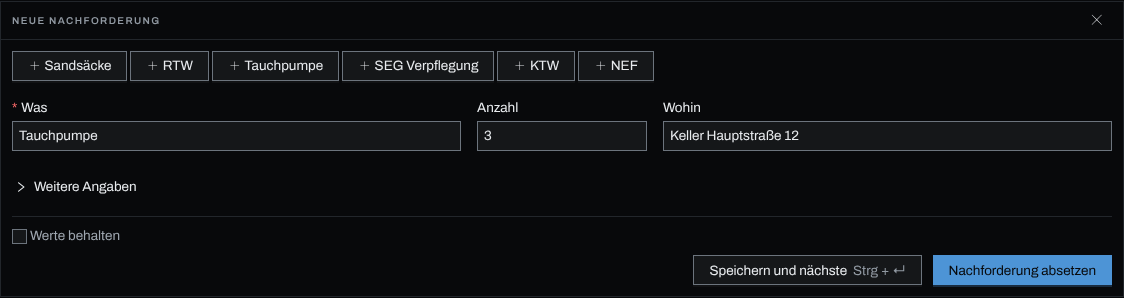 NEUE NACHFORDERUNG
+ Sandsäcke + RTW + Tauchpumpe + SEG Verpflegung + KTW + NEF
* Was Anzahl Wohin
Tauchpumpe 3 Keller Hauptstraße 12
Weitere Angaben
Werte behalten
Speichern und nächste Strg + ↵ Nachforderung absetzen